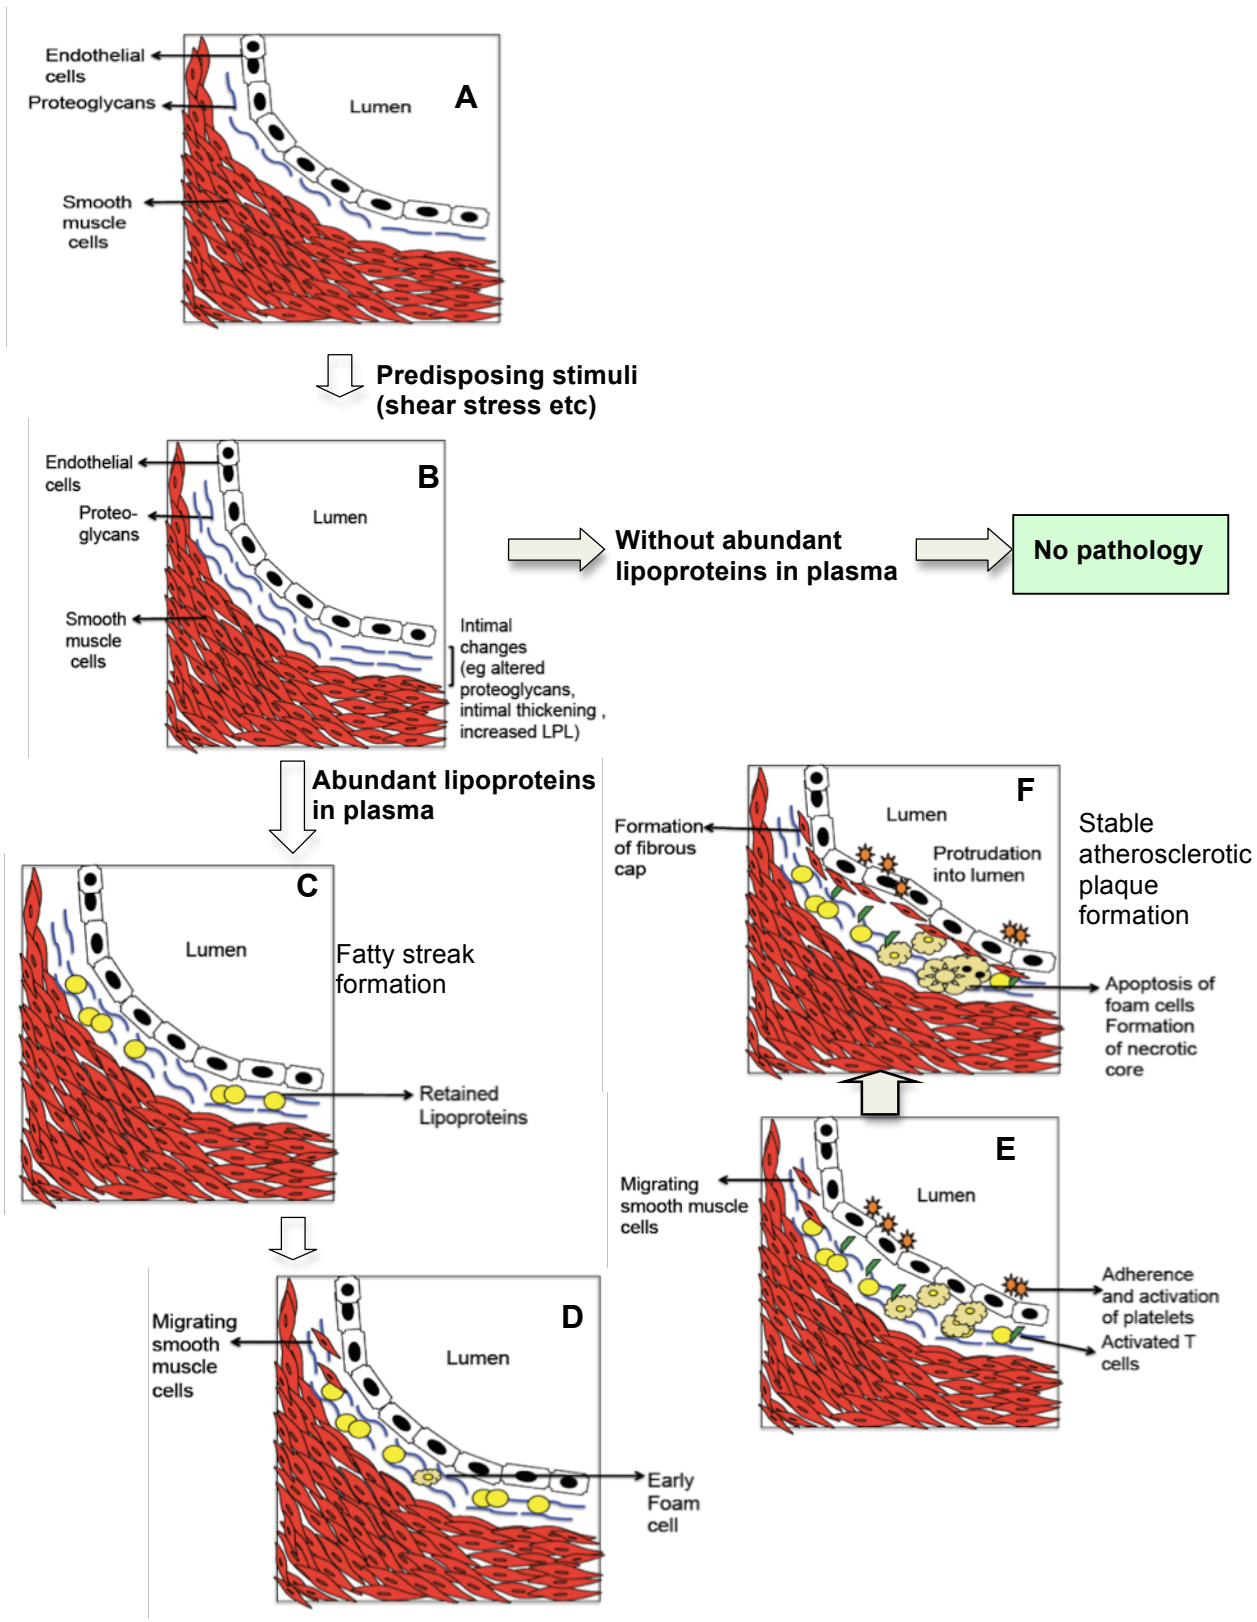 Endothelial
cells
Proteoglycans
Lumen
A
Smooth
muscle
cells
Predisposing stimuli
(shear stress etc)
Endothelial
cells
Proteo-
glycans
Lumen
B
Smooth
muscle
cells
Intimal
changes
(eg altered
proteoglycans,
intimal thickening ,
increased LPL)
Without abundant
lipoproteins in plasma
No pathology
Abundant lipoproteins
in plasma
C
Lumen
Fatty streak
formation
Retained
Lipoproteins
Migrating
smooth
muscle
cells
D
Lumen
Early
Foam
cell
Migrating
smooth muscle
cells
E
Lumen
Adherence
and activation
of platelets
Activated T
cells
Formation
of fibrous
cap
F
Lumen
Protrudation
into lumen
Stable
atherosclerotic
plaque
formation
Apoptosis of
foam cells
Formation
of necrotic
core